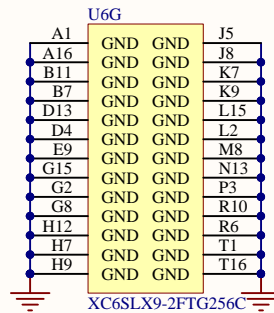 U6G
A1 GND GND J5
A16 GND GND J8
B11 GND GND K7
B7 GND GND K9
D13 GND GND L15
D4 GND GND L2
E9 GND GND M8
G15 GND GND N13
G2 GND GND P3
G8 GND GND R10
H12 GND GND R6
H7 GND GND T1
H9 GND GND T16
XC6SLX9-2FTG256C